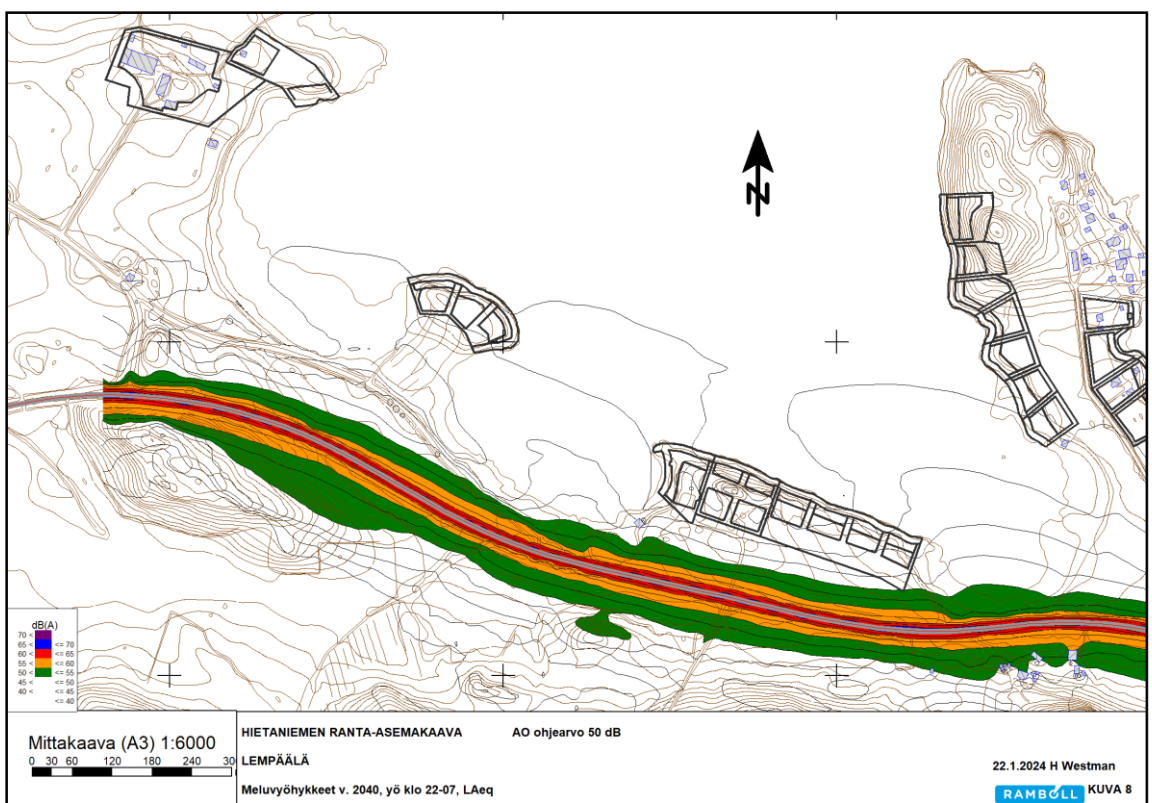 N
dB(A)
70 <
65 < <= 70
60 < <= 65
55 < <= 60
50 < <= 55
45 < <= 50
40 < <= 45
<= 40
Mittakaava (A3) 1:6000
0 30 60 120 180 240 30
HIETANIEMEN RANTA-ASEMAKAAVA AO ohjearvo 50 dB
LEMPÄÄLÄ
Meluvyöhykkeet v. 2040, yö klo 22-07, LAeq
22.1.2024 H Westman
RAMBOLL KUVA 8